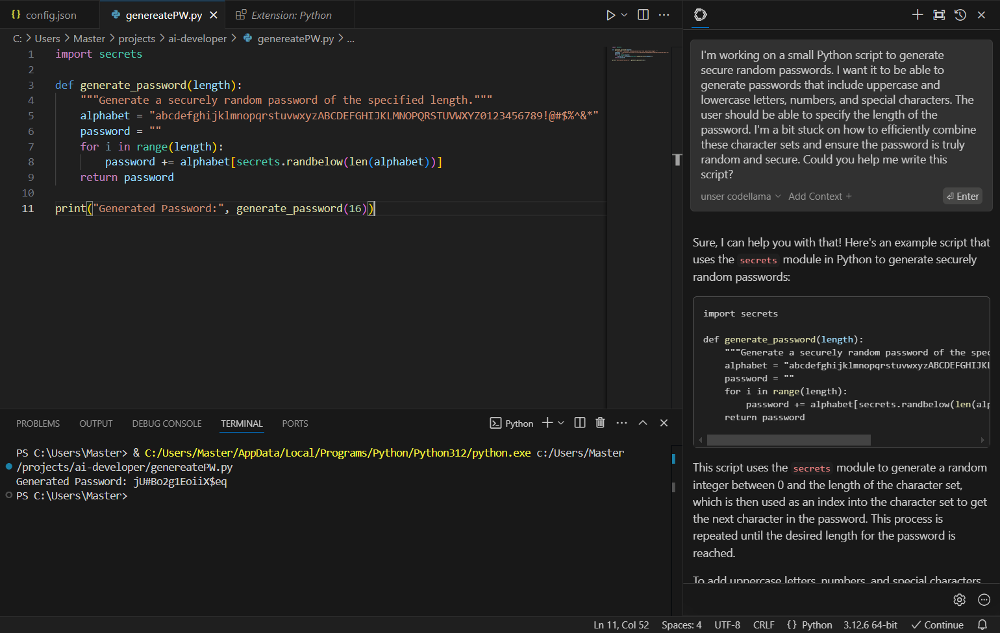 {} config.json
genereatePW.py
Extension: Python
C: > Users > Master > projects > ai-developer > genereatePW.py > ...
1 import secrets
2
3 def generate_password(length):
4 """Generate a securely random password of the specified length."""
5 alphabet = "abcdefghijklmnopqrstuvwxyzABCDEFGHIJKLMNOPQRSTUVWXYZ0123456789!@#$%^&*"
6 password = ""
7 for i in range(length):
8 password += alphabet[secrets.randbelow(len(alphabet))]
9 return password
10
11 print("Generated Password:", generate_password(16))
PROBLEMS OUTPUT DEBUG CONSOLE TERMINAL PORTS
Python
PS C:\Users\Master> & C:/Users/Master/AppData/Local/Programs/Python/Python312/python.exe c:/Users/Master
/projects/ai-developer/genereatePW.py
Generated Password: jU#Bo2g1EoiiX$eq
PS C:\Users\Master>
I'm working on a small Python script to generate
secure random passwords. I want it to be able to
generate passwords that include uppercase and
lowercase letters, numbers, and special characters. The
user should be able to specify the length of the
password. I'm a bit stuck on how to efficiently combine
these character sets and ensure the password is truly
random and secure. Could you help me write this
script?
unser codellama Add Context +
Enter
Sure, I can help you with that! Here's an example script that
uses the secrets module in Python to generate securely
random passwords:
import secrets
def generate_password(length):
"""Generate a securely random password of the spec
alphabet = "abcdefghijklmnopqrstuvwxyzABCDEFGHIJKL
password = ""
for i in range(length):
password += alphabet[secrets.randbelow(len(alp
return password
This script uses the secrets module to generate a random
integer between 0 and the length of the character set,
which is then used as an index into the character set to get
the next character in the password. This process is
repeated until the desired length for the password is
reached.
To add uppercase letters, numbers, and special characters
Ln 11, Col 52 Spaces: 4 UTF-8 CRLF {} Python 3.12.6 64-bit Continue